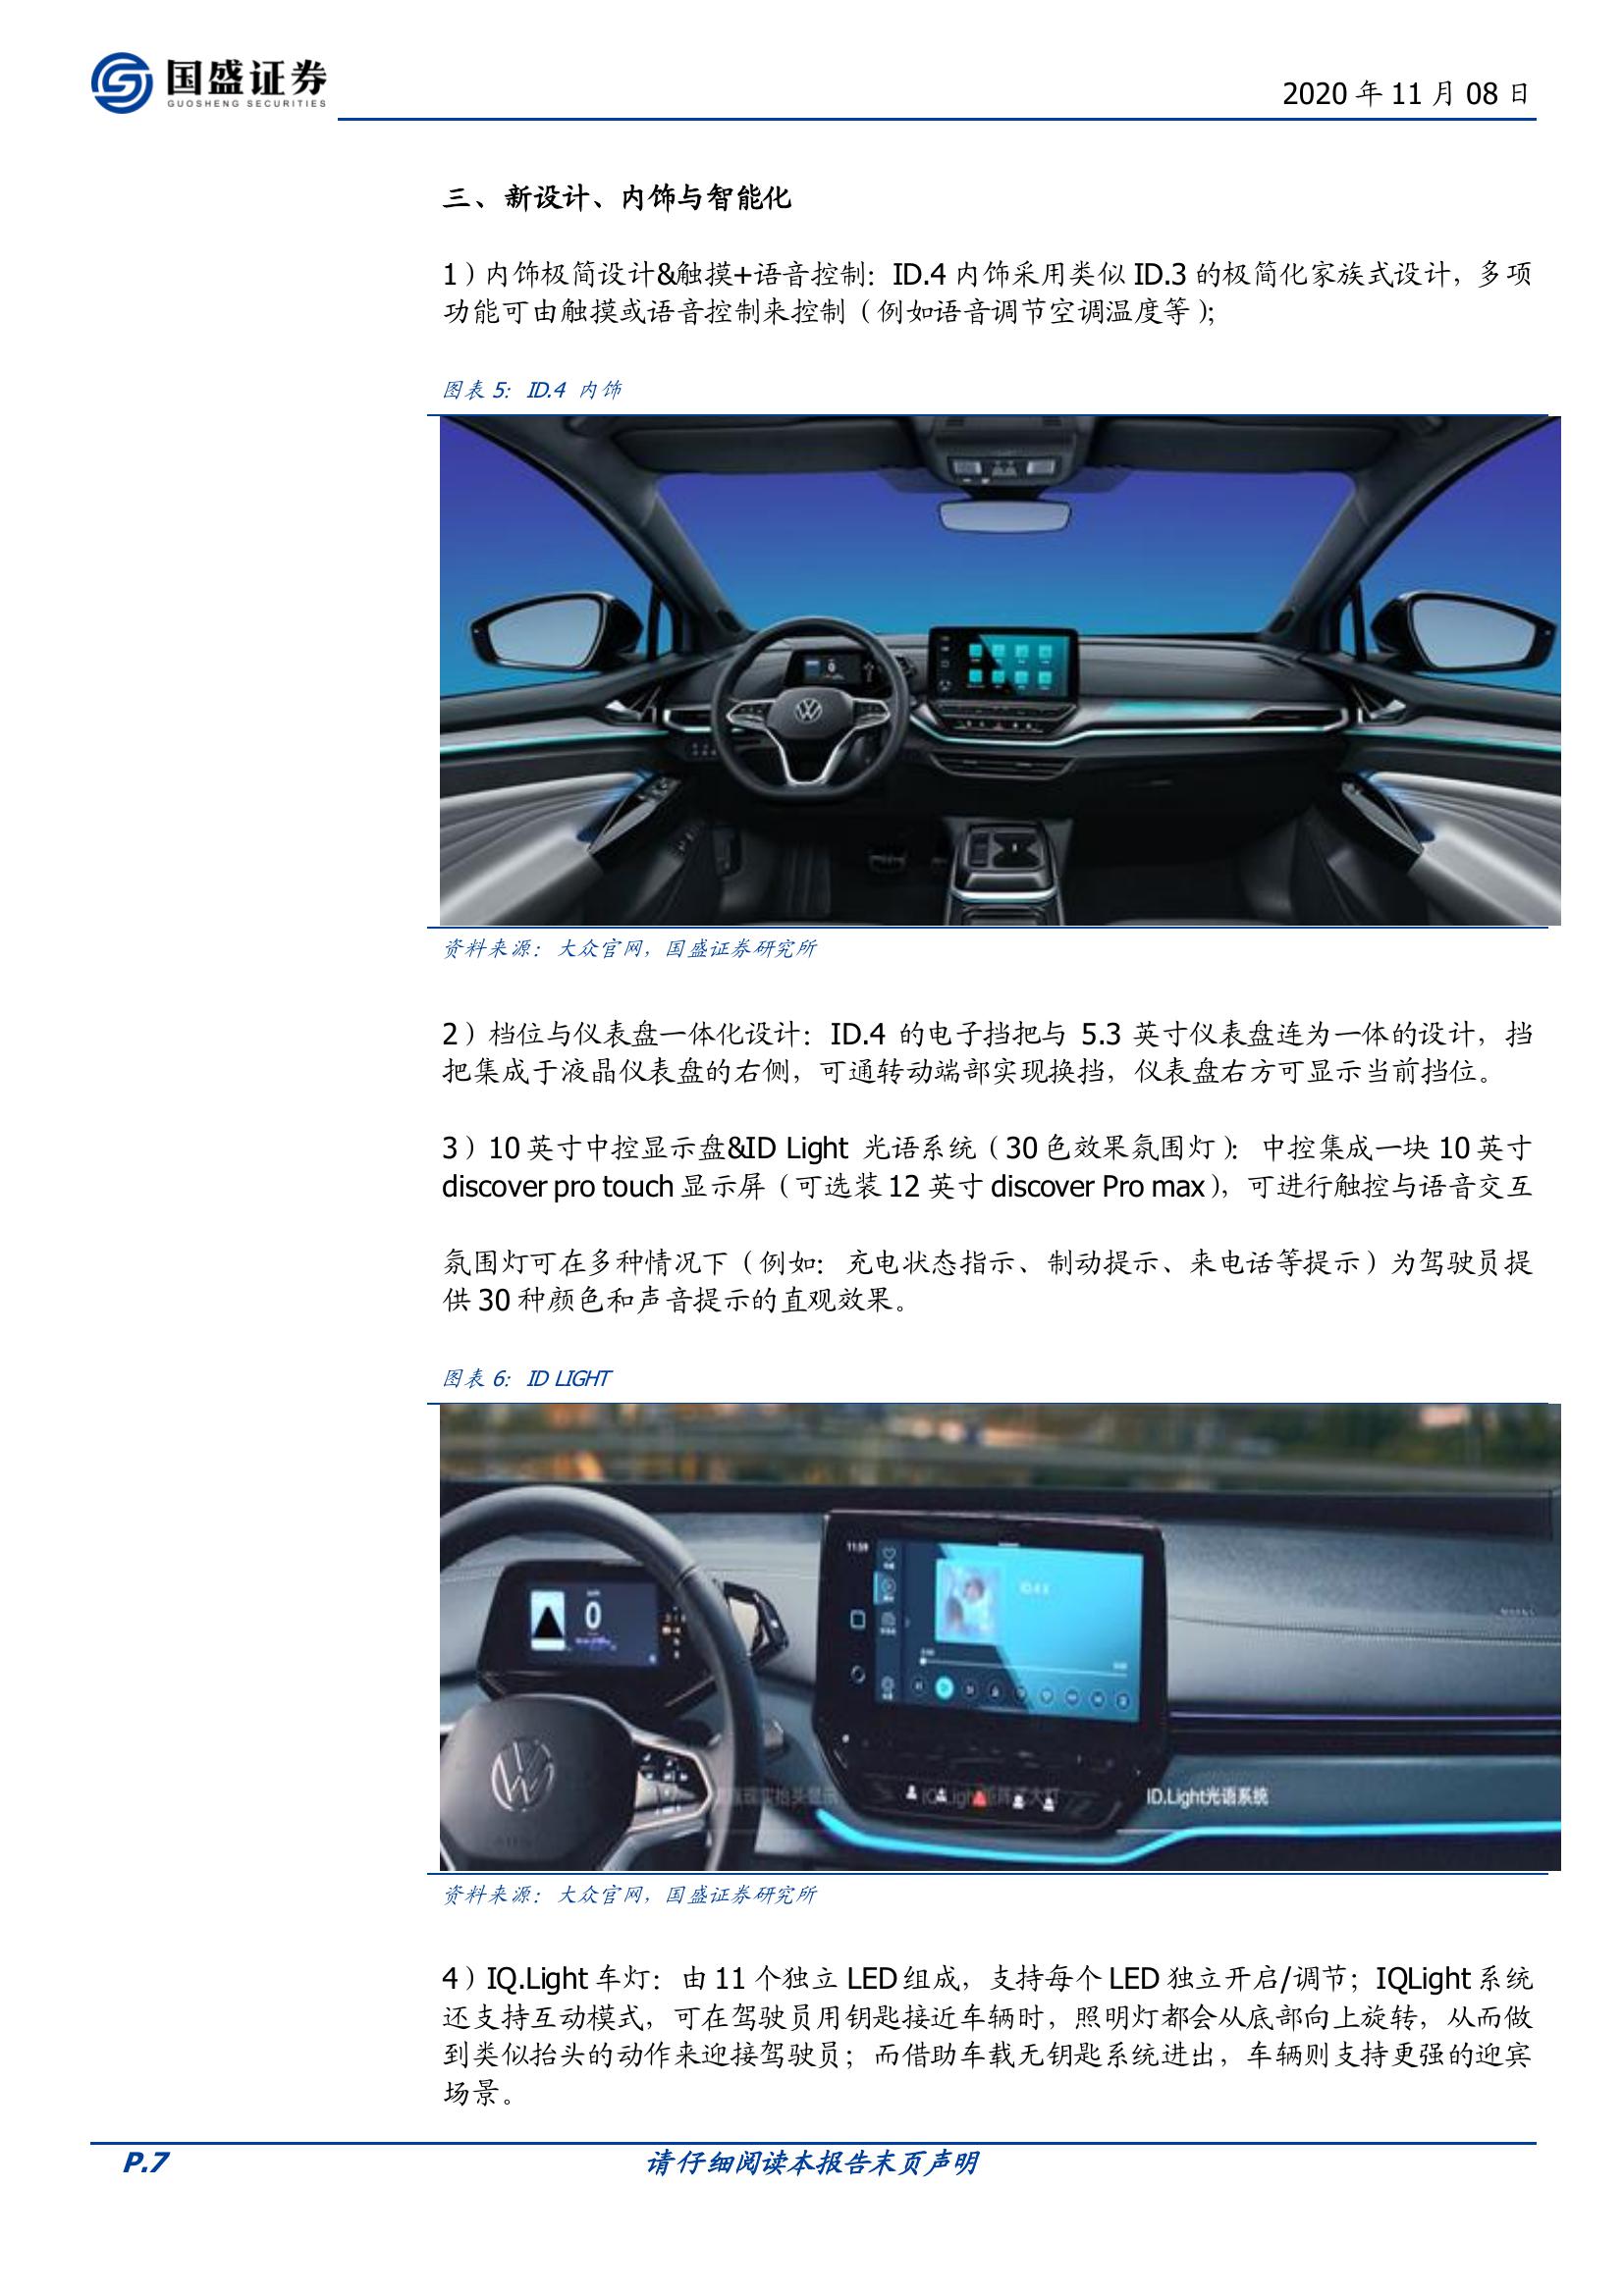 国盛证券
GUOSHENG SECURITIES
2020 年 11 月 08 日
三、新设计、内饰与智能化
1）内饰极简设计&触摸+语音控制：ID.4 内饰采用类似 ID.3 的极简化家族式设计，多项
功能可由触摸或语音控制来控制（例如语音调节空调温度等）；
图表 5：ID.4 内饰
资料来源：大众官网，国盛证券研究所
2）档位与仪表盘一体化设计：ID.4 的电子挡把与 5.3 英寸仪表盘连为一体的设计，挡
把集成于液晶仪表盘的右侧，可通转动端部实现换挡，仪表盘右方可显示当前挡位。
3）10 英寸中控显示盘&ID Light 光语系统（30 色效果氛围灯）：中控集成一块 10 英寸
discover pro touch 显示屏（可选装 12 英寸 discover Pro max），可进行触控与语音交互
氛围灯可在多种情况下（例如：充电状态指示、制动提示、来电话等提示）为驾驶员提
供 30 种颜色和声音提示的直观效果。
图表 6：ID LIGHT
11:59
0
ID.Light光语系统
资料来源：大众官网，国盛证券研究所
4）IQ.Light 车灯：由 11 个独立 LED 组成，支持每个 LED 独立开启/调节；IQLight 系统
还支持互动模式，可在驾驶员用钥匙接近车辆时，照明灯都会从底部向上旋转，从而做
到类似抬头的动作来迎接驾驶员；而借助车载无钥匙系统进出，车辆则支持更强的迎宾
场景。
P.7
请仔细阅读本报告末页声明